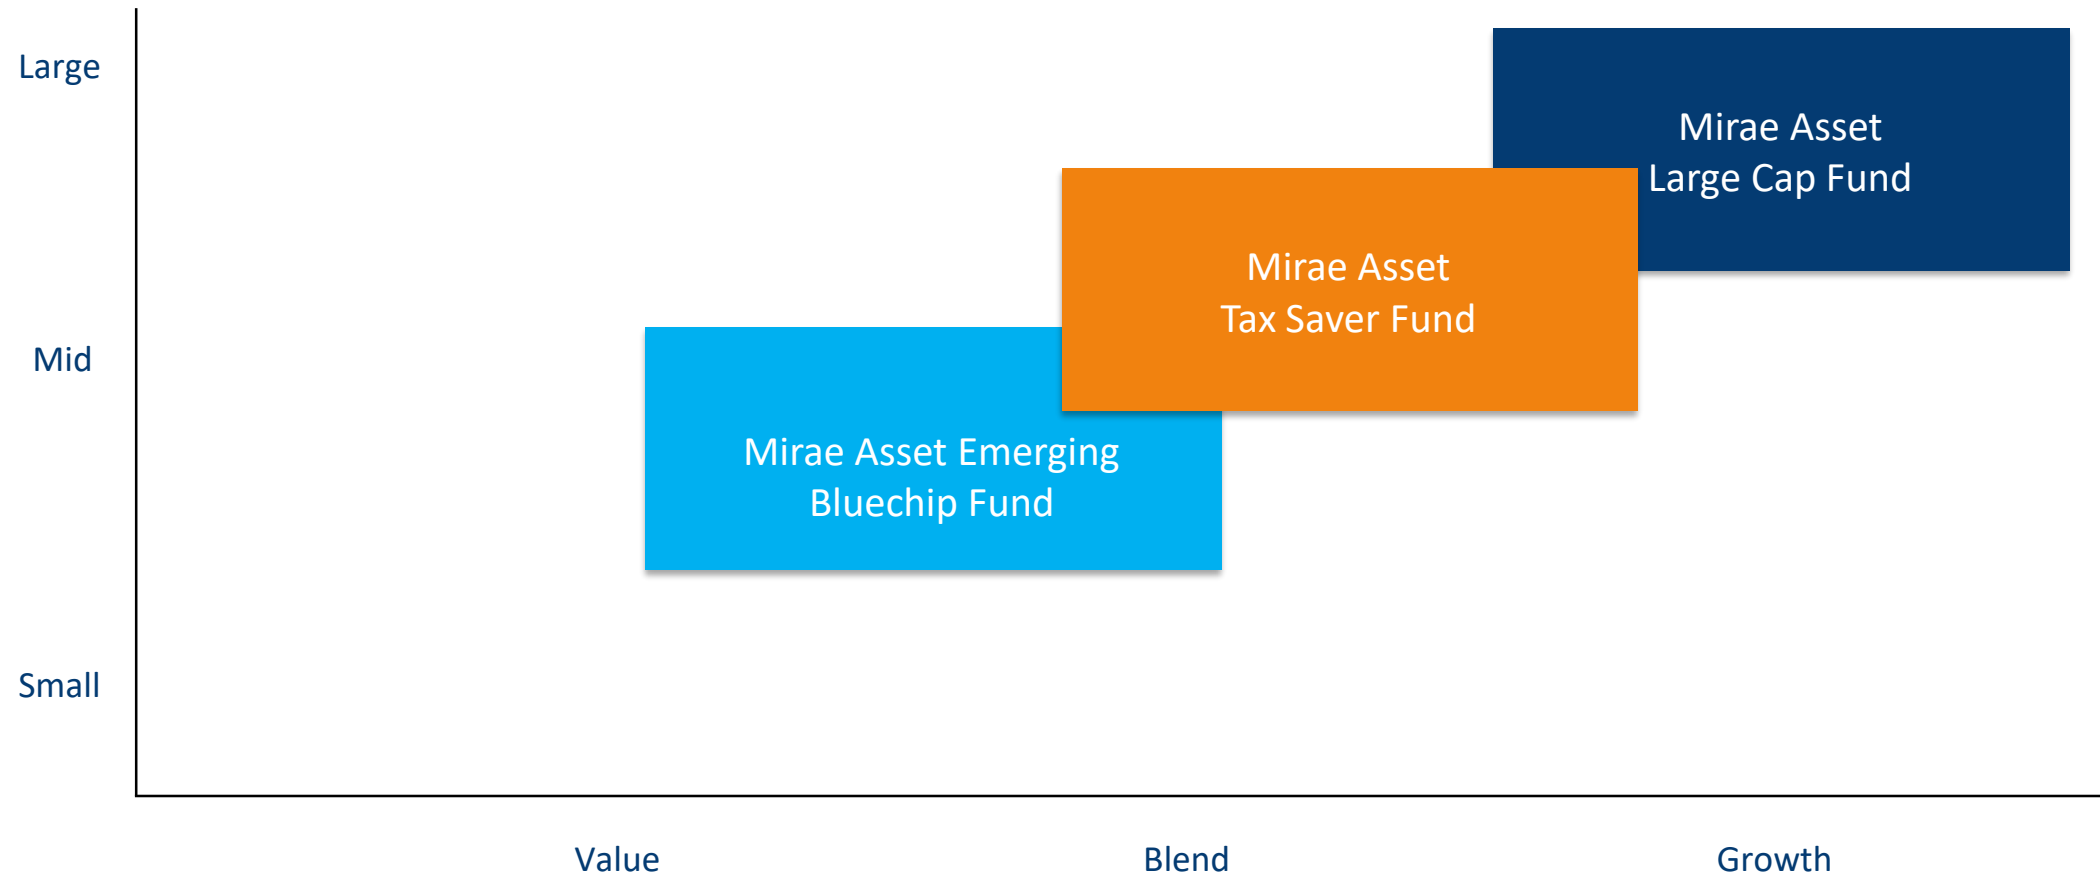 Large
Mirae Asset
Large Cap Fund
Mirae Asset
Tax Saver Fund
Mid
Mirae Asset Emerging
Bluechip Fund
Small
Value
Blend
Growth